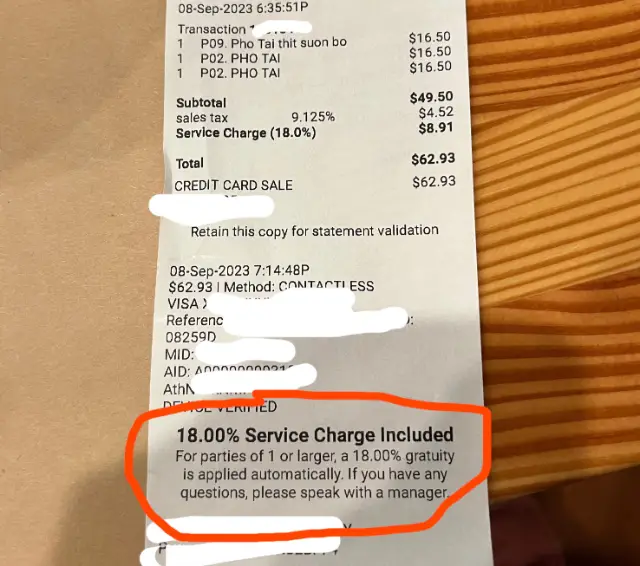 08-Sep-2023 6:35:51P
Transaction
1 P09. Pho Tai thit suon bo $16.50
1 P02. PHO TAI $16.50
1 P02. PHO TAI $16.50
Subtotal $49.50
sales tax 9.125% $4.52
Service Charge (18.0%) $8.91
Total $62.93
CREDIT CARD SALE $62.93
Retain this copy for statement validation
08-Sep-2023 7:14:48P
$62.93 | Method: CONTACTLESS
VISA
Referenc
08259D
MID:
AID:
AthN
DEVICE VERIFIED
18.00% Service Charge Included
For parties of 1 or larger, a 18.00% gratuity
is applied automatically. If you have any
questions, please speak with a manager.